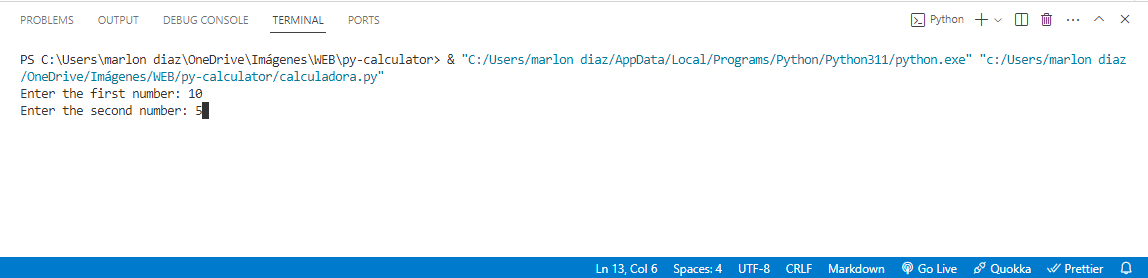 PROBLEMS OUTPUT DEBUG CONSOLE TERMINAL PORTS Python
PS C:\Users\marlon diaz\OneDrive\Imágenes\WEB\py-calculator> & "C:/Users/marlon diaz/AppData/Local/Programs/Python/Python311/python.exe" "c:/Users/marlon diaz
/OneDrive/Imágenes/WEB/py-calculator/calculadora.py"
Enter the first number: 10
Enter the second number: 5
Ln 13, Col 6 Spaces: 4 UTF-8 CRLF Markdown Go Live Quokka Prettier